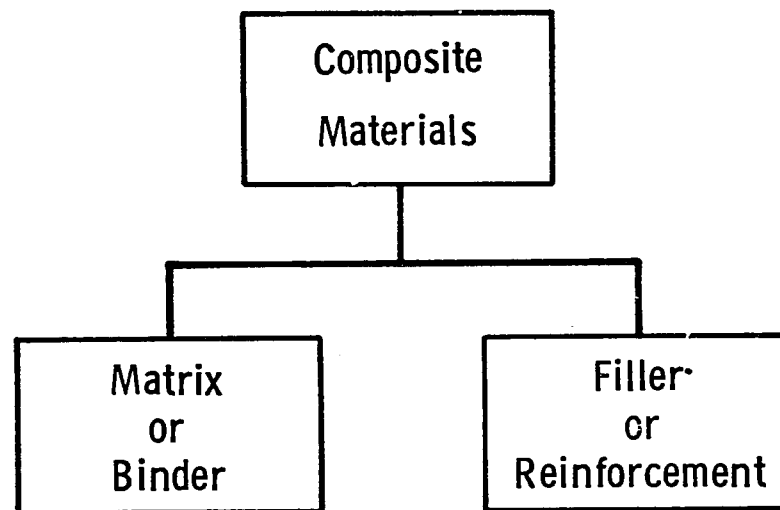 Composite
Materials
Matrix
or
Binder
Filler
or
Reinforcement